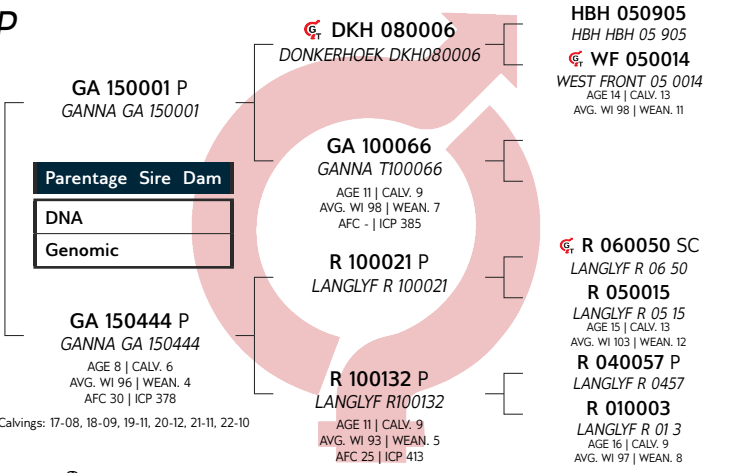 P
GA 150001 P
GANNA GA 150001
Parentage Sire Dam
DNA
Genomic
GA 150444 P
GANNA GA 150444
AGE 8 | CALV. 6
AVG. WI 96 | WEAN. 4
AFC 30 | ICP 378
Calvings: 17-08, 18-09, 19-11, 20-12, 21-11, 22-10
GT DKH 080006
DONKERHOEK DKH080006
GA 100066
GANNA T100066
AGE 11 | CALV. 9
AVG. WI 98 | WEAN. 7
AFC - | ICP 385
R 100021 P
LANGLYF R 100021
R 100132 P
LANGLYF R100132
AGE 11 | CALV. 9
AVG. WI 93 | WEAN. 5
AFC 25 | ICP 413
HBH 050905
HBH HBH 05 905
GT WF 050014
WEST FRONT 05 0014
AGE 14 | CALV. 13
AVG. WI 98 | WEAN. 11
GT R 060050 SC
LANGLYF R 06 50
R 050015
LANGLYF R 05 15
AGE 15 | CALV. 13
AVG. WI 103 | WEAN. 12
R 040057 P
LANGLYF R 0457
R 010003
LANGLYF R 01 3
AGE 16 | CALV. 9
AVG. WI 97 | WEAN. 8